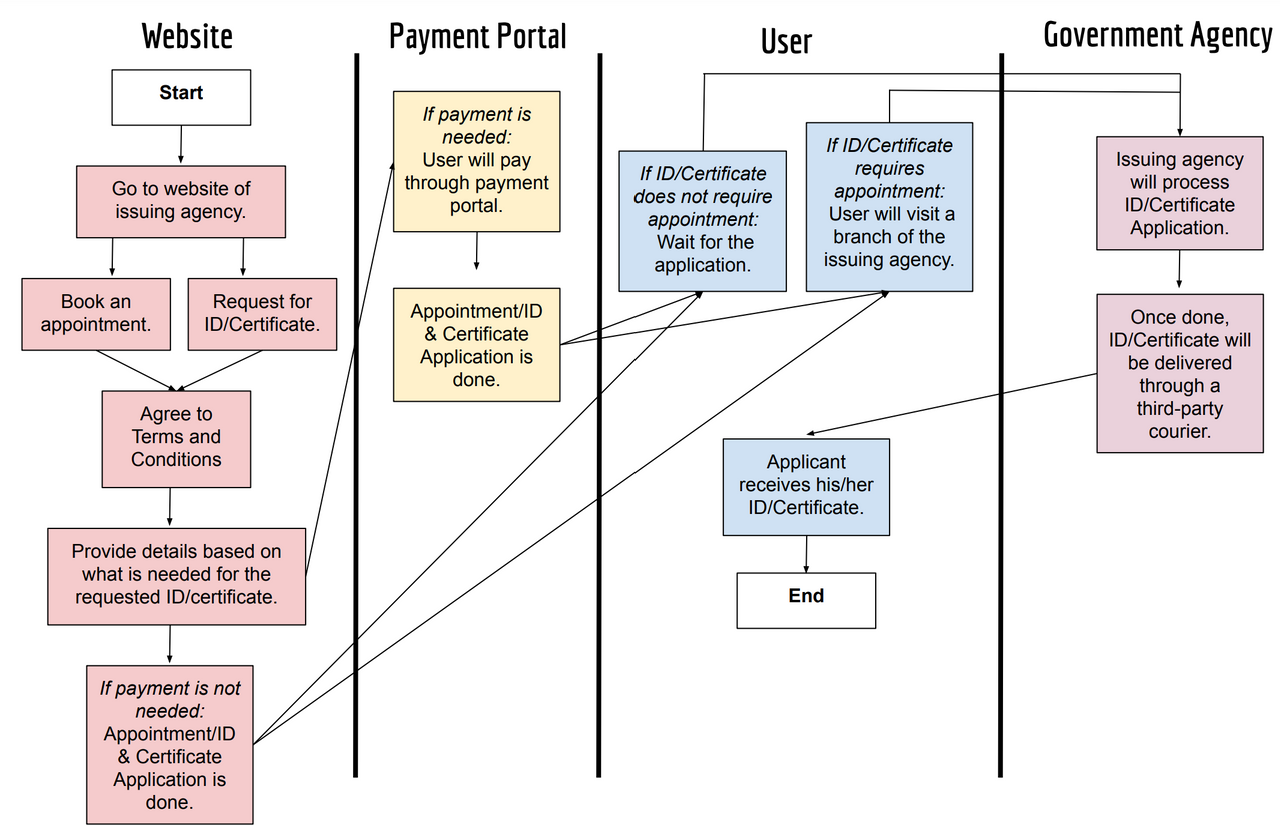 Website
Start
Go to website of
issuing agency.
Book an
appointment.
Request for
ID/Certificate.
Agree to
Terms and
Conditions
Provide details based on
what is needed for the
requested ID/certificate.
If payment is not
needed:
Appointment/ID
& Certificate
Application is
done.
Payment Portal
If payment is
needed:
User will pay
through payment
portal.
Appointment/ID
& Certificate
Application is
done.
User
If ID/Certificate
does not require
appointment:
Wait for the
application.
If ID/Certificate
requires
appointment:
User will visit a
branch of the
issuing agency.
Applicant
receives his/her
ID/Certificate.
End
Government Agency
Issuing agency
will process
ID/Certificate
Application.
Once done,
ID/Certificate will
be delivered
through a
third-party
courier.